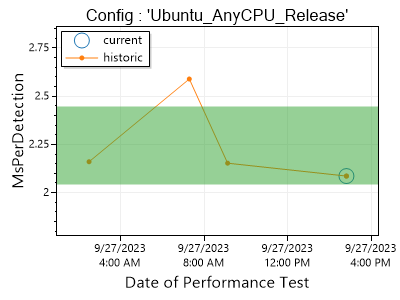 Config : 'Ubuntu_AnyCPU_Release'
current
historic
MsPerDetection
2.75
2.5
2.25
2
9/27/2023
4:00 AM
9/27/2023
8:00 AM
9/27/2023
12:00 PM
9/27/2023
4:00 PM
Date of Performance Test